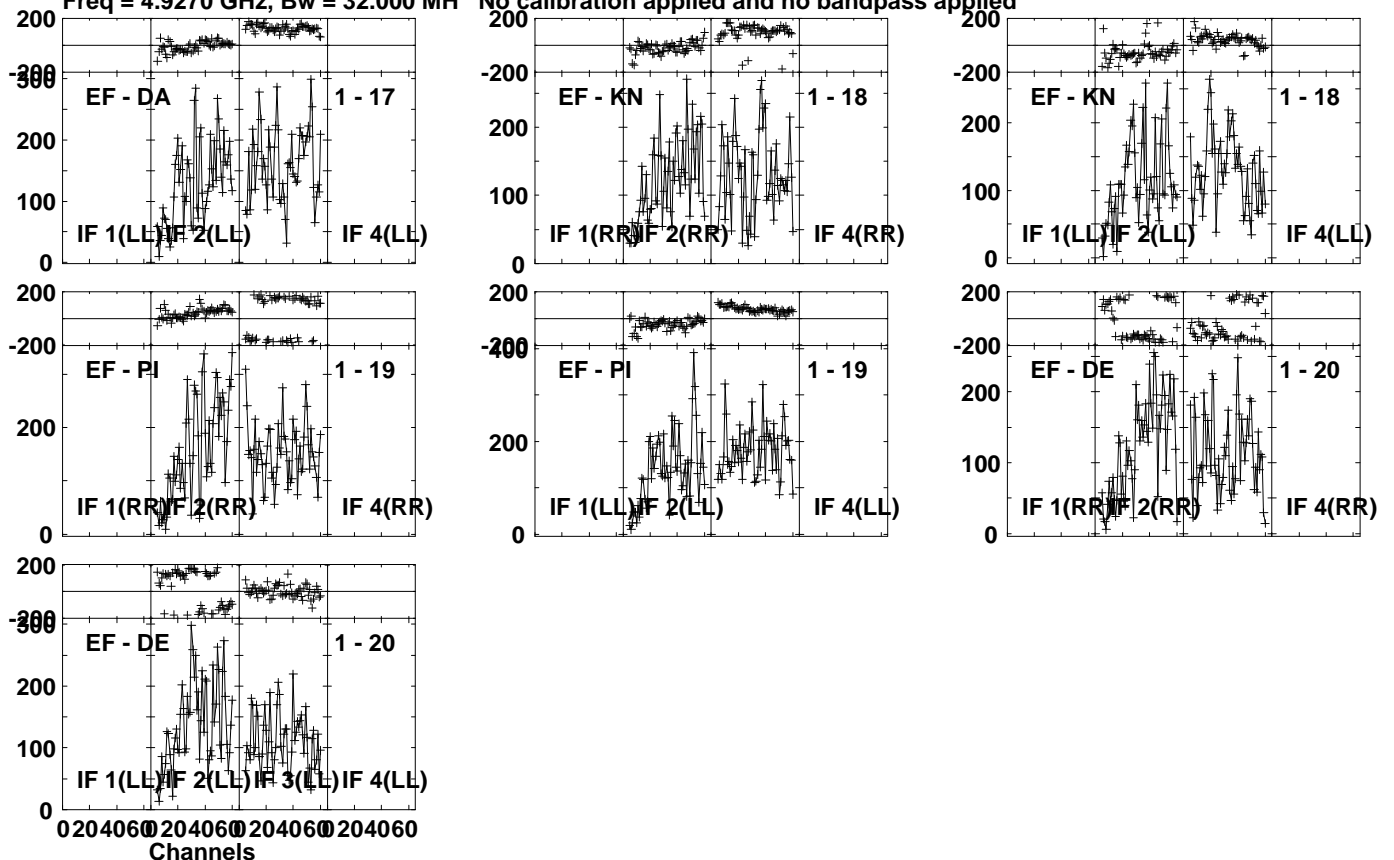 Freq = 4.9270 GHz, Bw = 32.000 MH No calibration applied and no bandpass applied
200
-200
300
EF - DA 1 - 17
200
100
IF 1(LL) IF 2(LL) IF 4(LL)
0
200
-200
EF - KN 1 - 18
200
100
IF 1(RR) IF 2(RR) IF 4(RR)
0
200
-200
EF - KN 1 - 18
200
100
IF 1(LL) IF 2(LL) IF 4(LL)
0
200
-200
EF - PI 1 - 19
200
IF 1(RR) IF 2(RR) IF 4(RR)
0
200
-200
400
EF - PI 1 - 19
200
IF 1(LL) IF 2(LL) IF 4(LL)
0
200
-200
EF - DE 1 - 20
200
100
IF 1(RR) IF 2(RR) IF 4(RR)
0
200
-200
300
EF - DE 1 - 20
200
100
IF 1(LL) IF 2(LL) IF 3(LL) IF 4(LL)
0
0 20 40 60 0 20 40 60 0 20 40 60 0 20 40 60
Channels